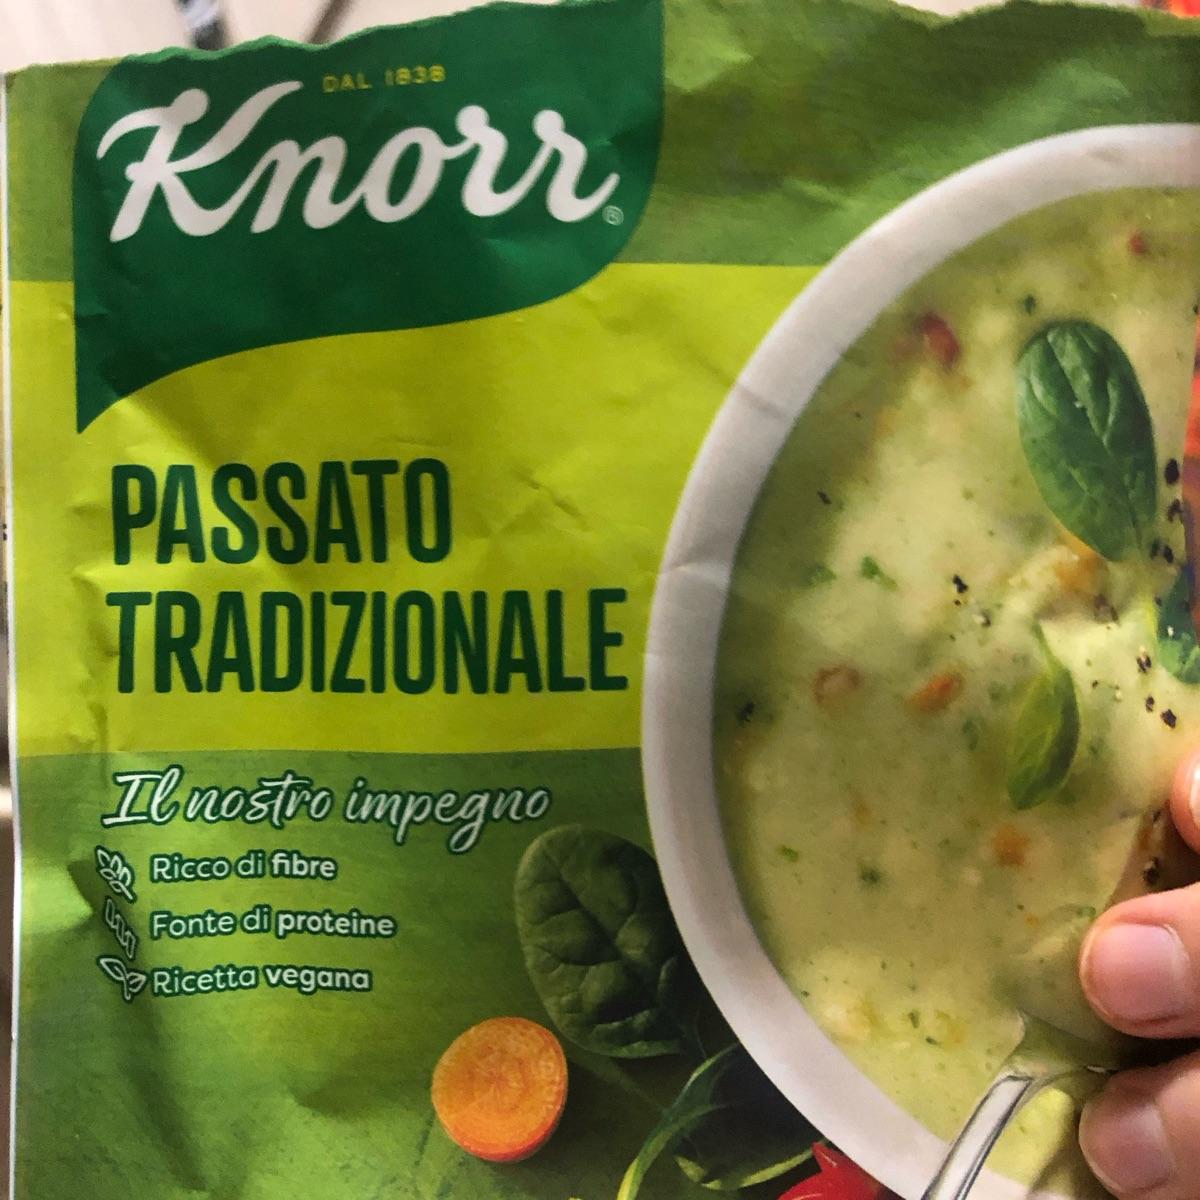 DAL 1838
Knorr®
PASSATO
TRADIZIONALE
Il nostro impegno
Ricco di fibre
Fonte di proteine
Ricetta vegana